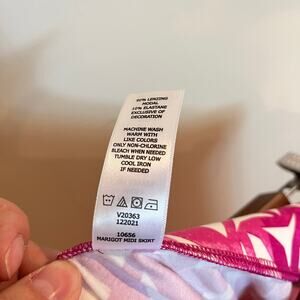 90% LENZING
MODAL
10% ELASTANE
EXCLUSIVE OF
DECORATION
MACHINE WASH
WARM WITH
LIKE COLORS
ONLY NON-CHLORINE
BLEACH WHEN NEEDED
TUMBLE DRY LOW
COOL IRON
IF NEEDED
V20363
122021
10656
MARGOT MIDI SKIRT